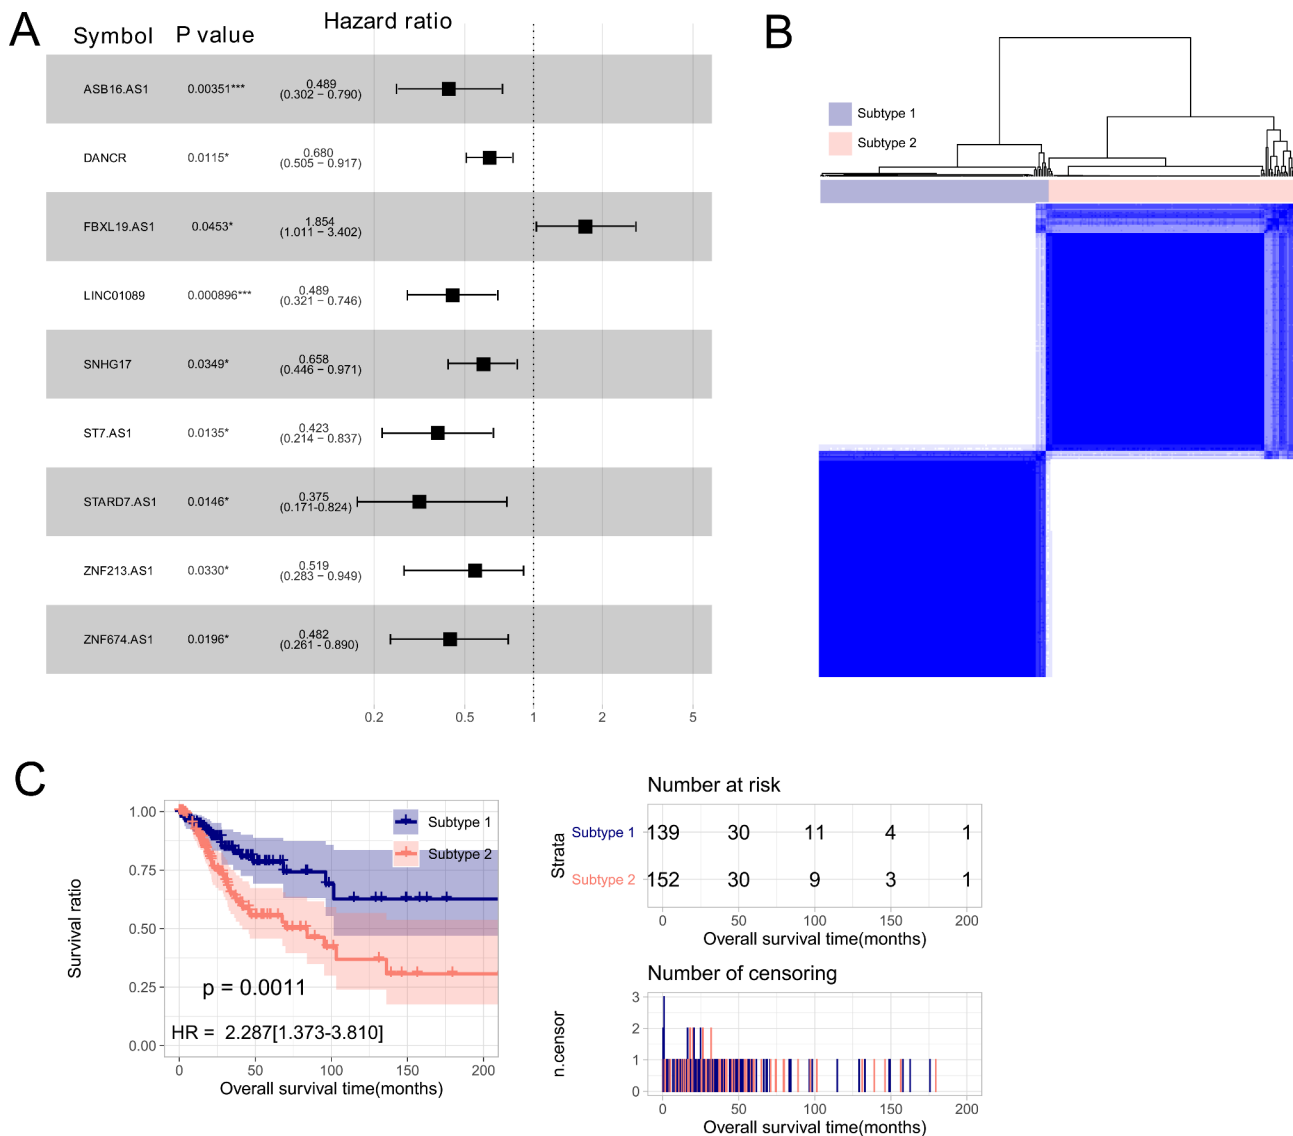 A
Symbol P value Hazard ratio
ASB16.AS1 0.00351*** 0.489
(0.302 − 0.790)
DANCR 0.0115* 0.680
(0.505 − 0.917)
FBXL19.AS1 0.0453* 1.854
(1.011 − 3.402)
LINC01089 0.000896*** 0.489
(0.321 − 0.746)
SNHG17 0.0349* 0.658
(0.446 − 0.971)
ST7.AS1 0.0135* 0.423
(0.214 − 0.837)
STARD7.AS1 0.0146* 0.375
(0.171-0.824)
ZNF213.AS1 0.0330* 0.519
(0.283 − 0.949)
ZNF674.AS1 0.0196* 0.482
(0.261 - 0.890)
0.2 0.5 1 2 5
B
Subtype 1
Subtype 2
C
Survival ratio
1.00
0.75
0.50
0.25
0.00
Subtype 1
Subtype 2
p = 0.0011
HR = 2.287[1.373-3.810]
0 50 100 150 200
Overall survival time(months)
Number at risk
Strata
Subtype 1 139 30 11 4 1
Subtype 2 152 30 9 3 1
0 50 100 150 200
Overall survival time(months)
Number of censoring
n.censor
3
2
1
0
0 50 100 150 200
Overall survival time(months)